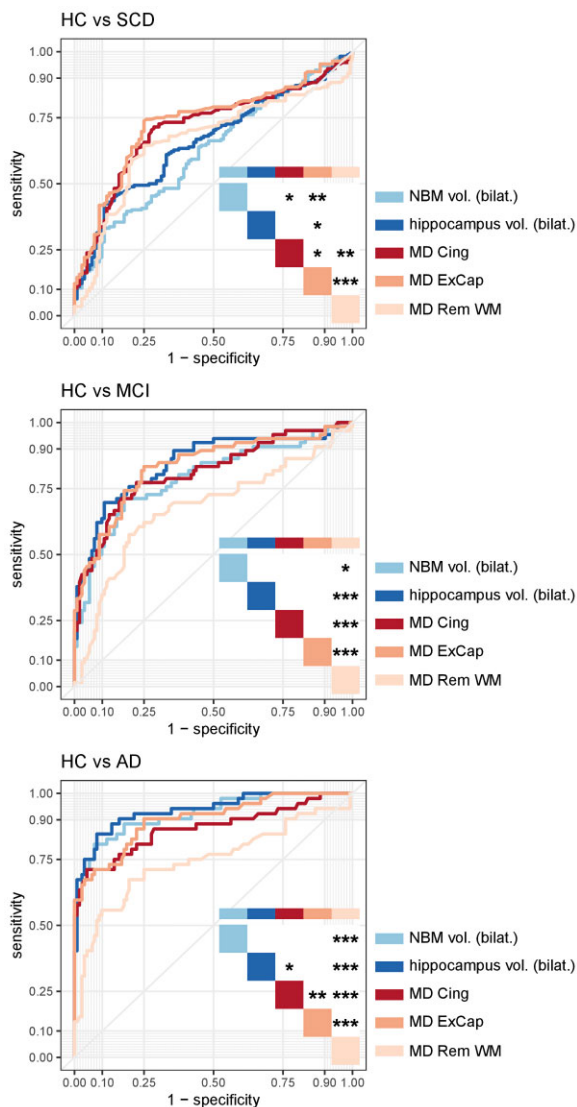 HC vs SCD
1.00
0.90
0.75
0.50
0.25
0.10
0.00
sensitivity
* **
*
* **
***
NBM vol. (bilat.)
hippocampus vol. (bilat.)
MD Cing
MD ExCap
MD Rem WM
0.00 0.10 0.25 0.50 0.75 0.90 1.00
1 − specificity
HC vs MCI
1.00
0.90
0.75
0.50
0.25
0.10
0.00
sensitivity
*
***
***
***
NBM vol. (bilat.)
hippocampus vol. (bilat.)
MD Cing
MD ExCap
MD Rem WM
0.00 0.10 0.25 0.50 0.75 0.90 1.00
1 − specificity
HC vs AD
1.00
0.90
0.75
0.50
0.25
0.10
0.00
sensitivity
***
* ***
** ***
***
NBM vol. (bilat.)
hippocampus vol. (bilat.)
MD Cing
MD ExCap
MD Rem WM
0.00 0.10 0.25 0.50 0.75 0.90 1.00
1 − specificity